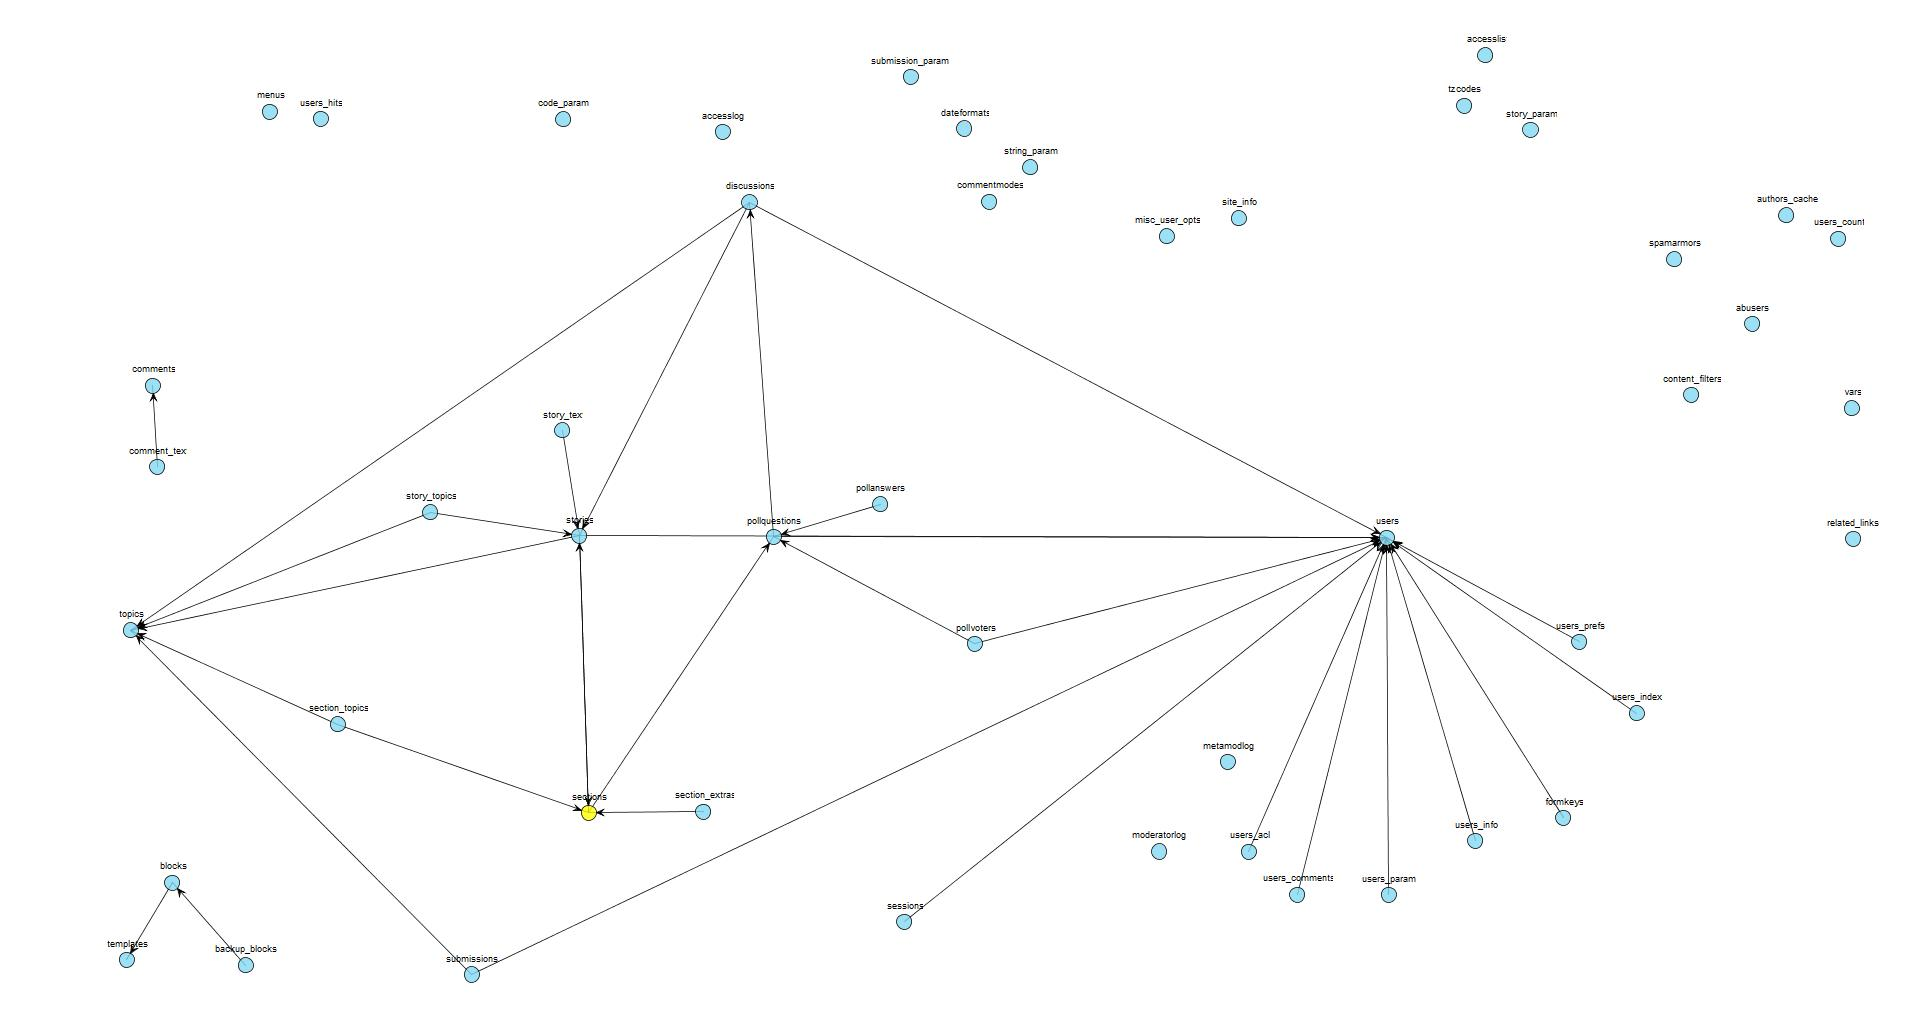 accesslis
submission_param
tzcodes
menus
users_hits
code_param
accesslog
dateformats
story_param
string_param
discussions
commentmodes
authors_cache
site_info
misc_user_opts
users_count
spamarmors
abusers
comments
content_filters
vars
story_tex
comment_tex
story_topics
pollanswers
stories
pollquestions
users
related_links
topics
pollvoters
users_prefs
users_index
section_topics
metamodlog
sections
section_extras
formkeys
users_info
moderatorlog
users_acl
blocks
users_comments
users_param
sessions
templates
backup_blocks
submissions